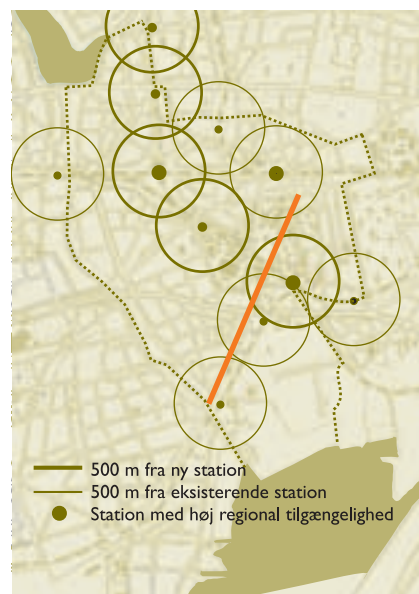 500 m fra ny station
500 m fra eksisterende station
Station med høj regional tilgængelighed